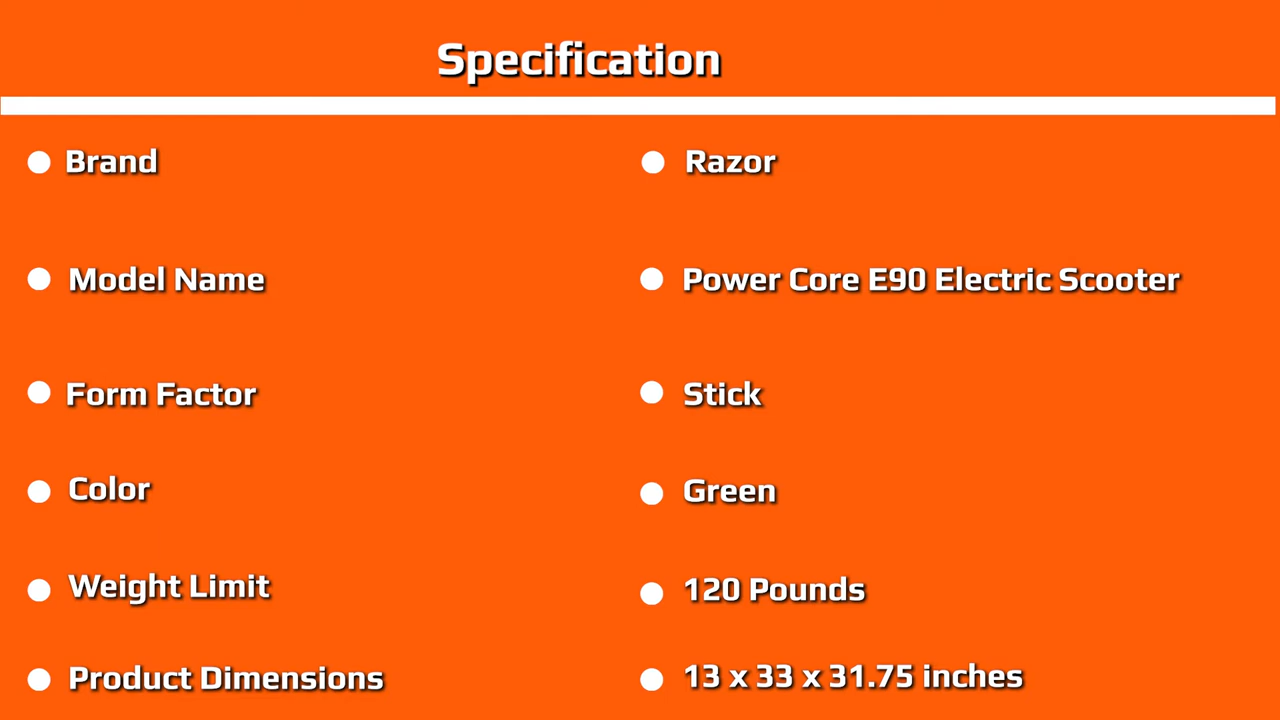 Specification
Brand
Razor
Model Name
Power Core E90 Electric Scooter
Form Factor
Stick
Color
Green
Weight Limit
120 Pounds
Product Dimensions
13 x 33 x 31.75 inches